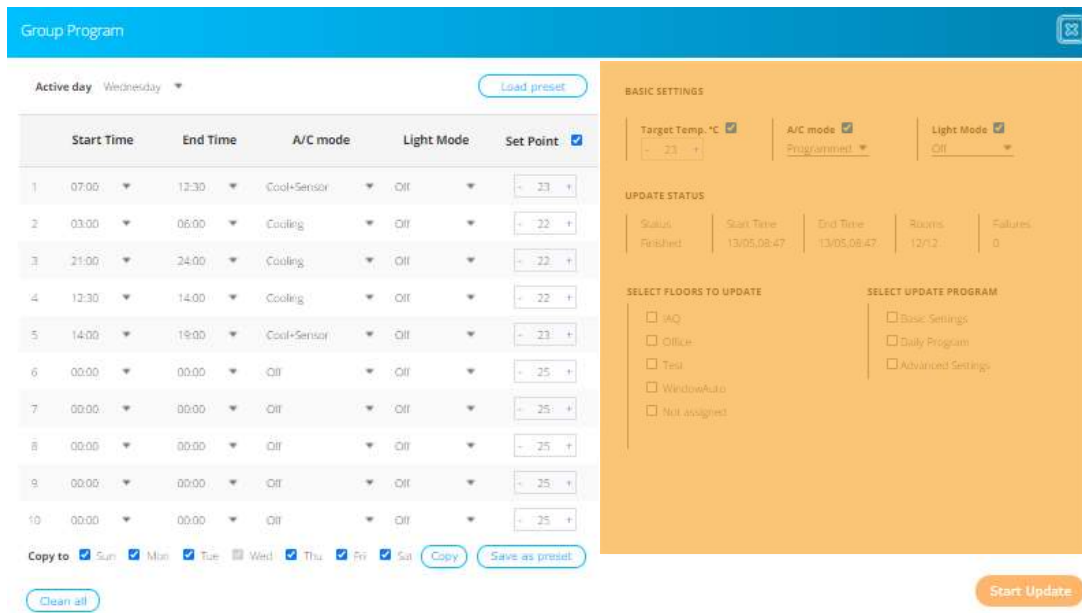 Group Program
Active day Wednesday
Load preset
Start Time End Time A/C mode Light Mode Set Point
1 07:00 12:30 Cool+Sensor Off - 23 +
2 03:00 06:00 Cooling Off - 22 +
3 21:00 24:00 Cooling Off - 22 +
4 12:30 14:00 Cooling Off - 22 +
5 14:00 19:00 Cool+Sensor Off - 23 +
6 00:00 00:00 Off Off - 25 +
7 00:00 00:00 Off Off - 25 +
8 00:00 00:00 Off Off - 25 +
9 00:00 00:00 Off Off - 25 +
10 00:00 00:00 Off Off - 25 +
Copy to Sun Mon Tue Wed Thu Fri Sat Copy Save as preset
Clean all
BASIC SETTINGS
Target Temp. °C A/C mode Light Mode
- 23 + Programmed Off
UPDATE STATUS
Status Start Time End Time Rooms Failures
Finished 13/05,08:47 13/05,08:47 12/12 0
SELECT FLOORS TO UPDATE
IAQ
Office
Test
WindowAuto
Not assigned
SELECT UPDATE PROGRAM
Basic Settings
Daily Program
Advanced Settings
Start Update